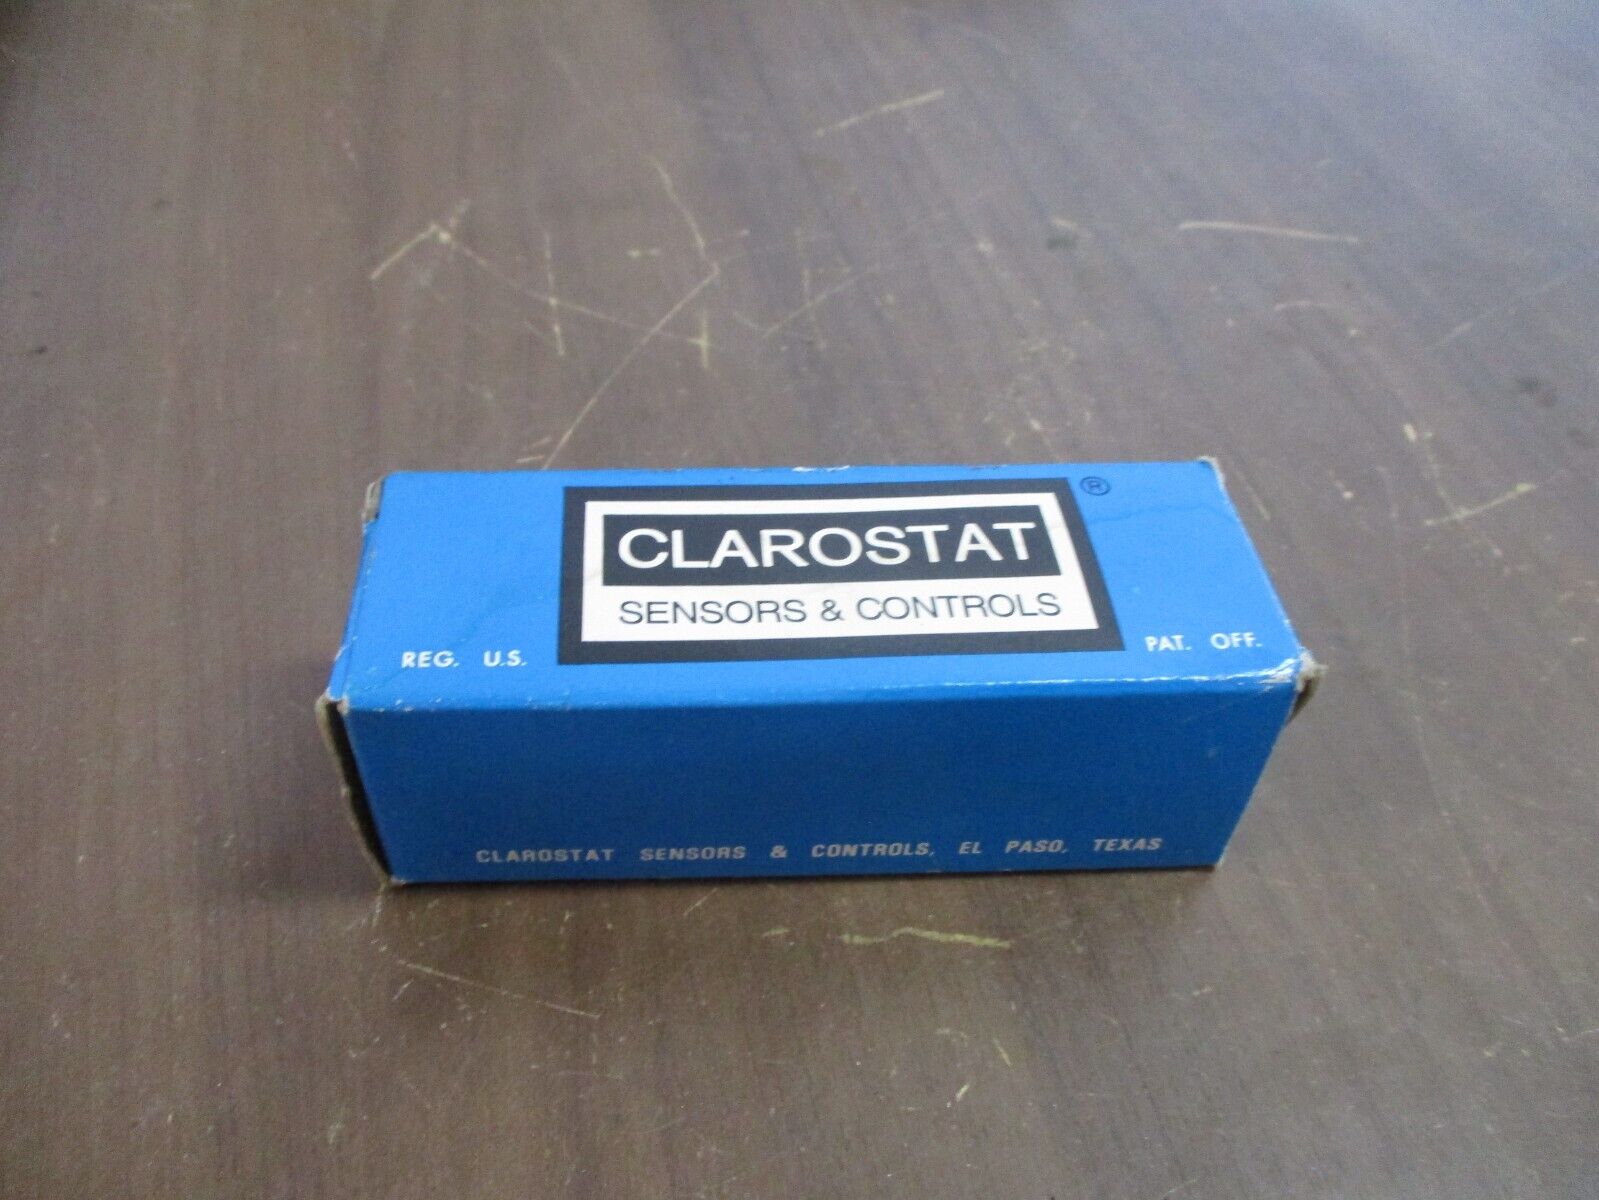 CLAROSTAT ®
SENSORS & CONTROLS
REG. U.S. PAT. OFF.
CLAROSTAT SENSORS & CONTROLS, EL PASO, TEXAS